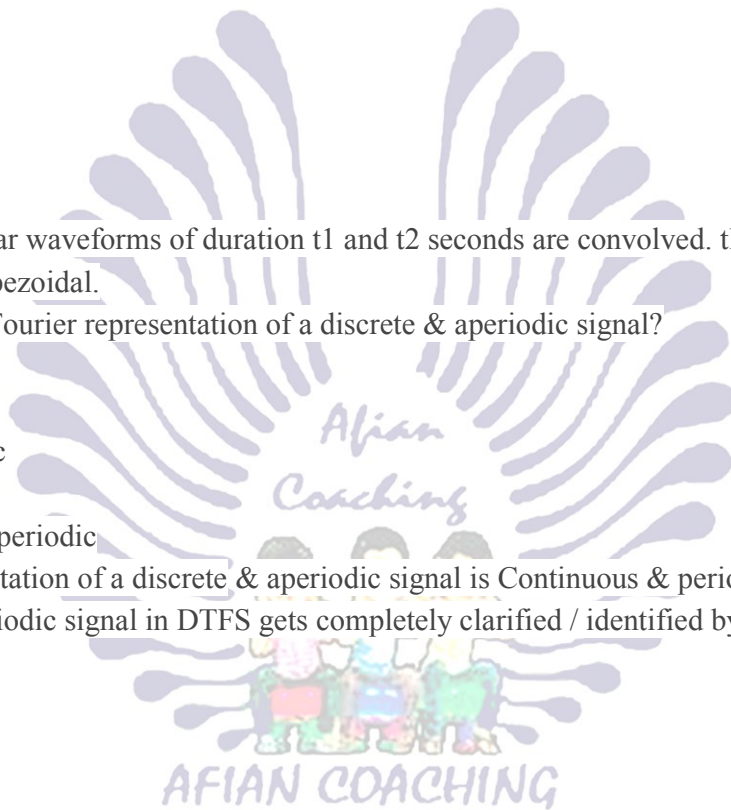 ar waveforms of duration t1 and t2 seconds are convolved. t
pezoidal.
Fourier representation of a discrete & aperiodic signal?
c
periodic
tation of a discrete & aperiodic signal is Continuous & perio
iodic signal in DTFS gets completely clarified / identified by
Afian
Coaching
AFIAN COACHING